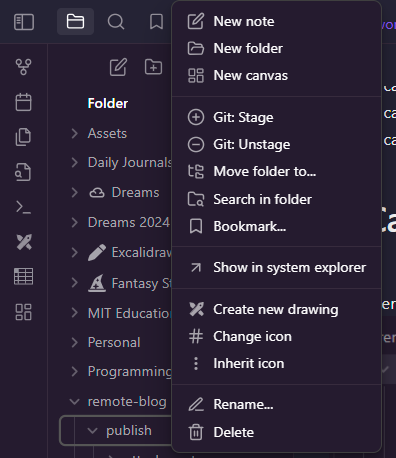 New note
New folder
New canvas
Git: Stage
Git: Unstage
Move folder to...
Search in folder
Bookmark...
Show in system explorer
Create new drawing
Change icon
Inherit icon
Rename...
Delete
Folder
Assets
Daily Journals
Dreams
Dreams 2024
Excalidraw
Fantasy
MIT
Personal
Programming
remote-blog
publish